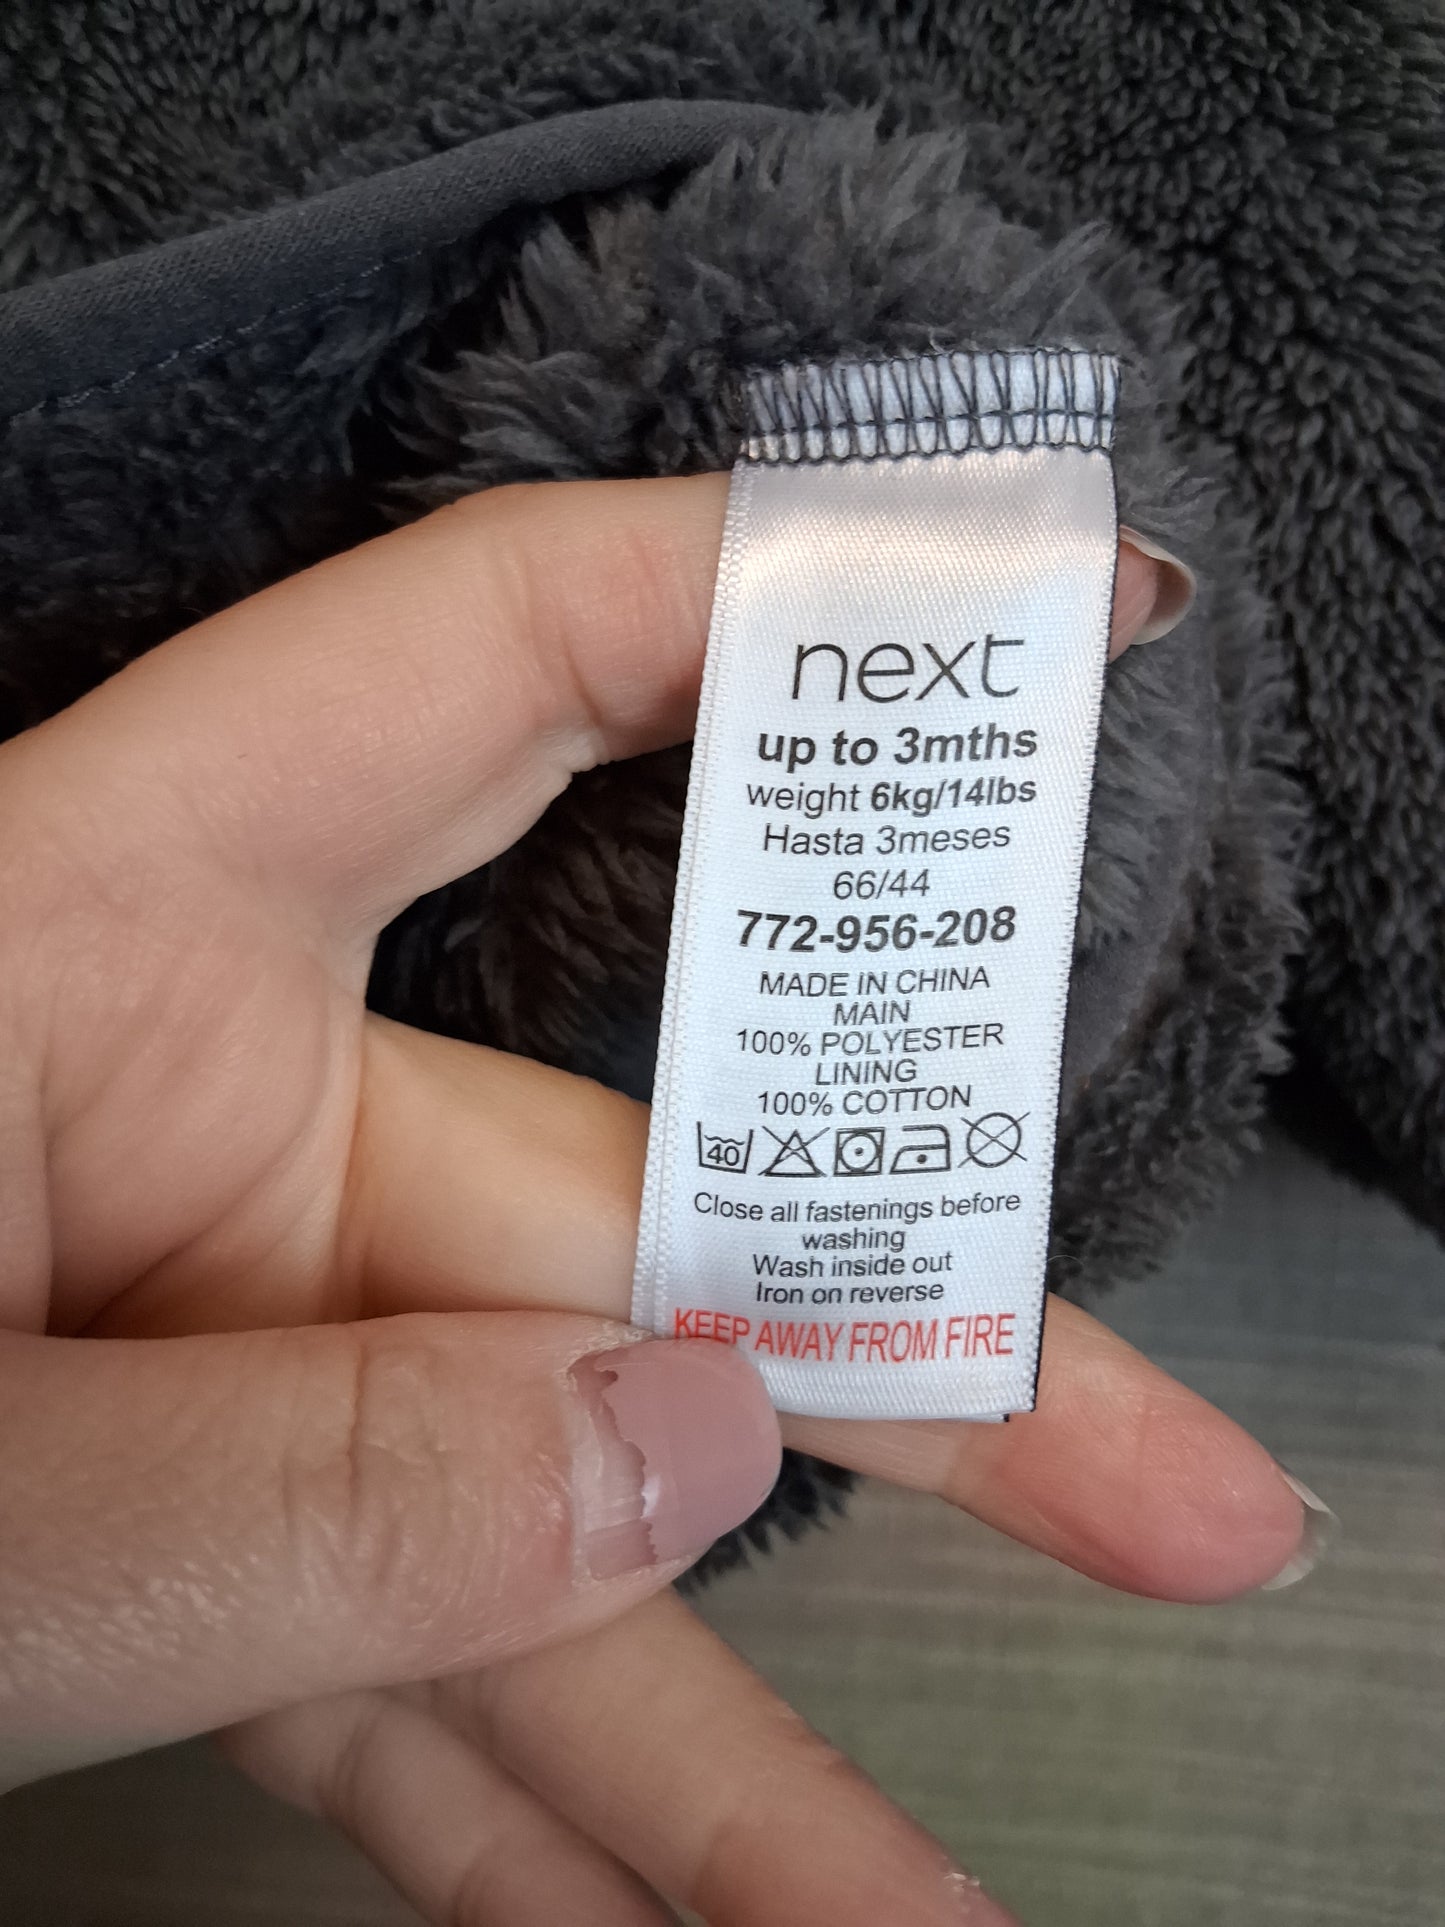 next
up to 3mths
weight 6kg/14lbs
Hasta 3meses
66/44
772-956-208
MADE IN CHINA
MAIN
100% POLYESTER
LINING
100% COTTON
40
Close all fastenings before
washing
Wash inside out
Iron on reverse
KEEP AWAY FROM FIRE